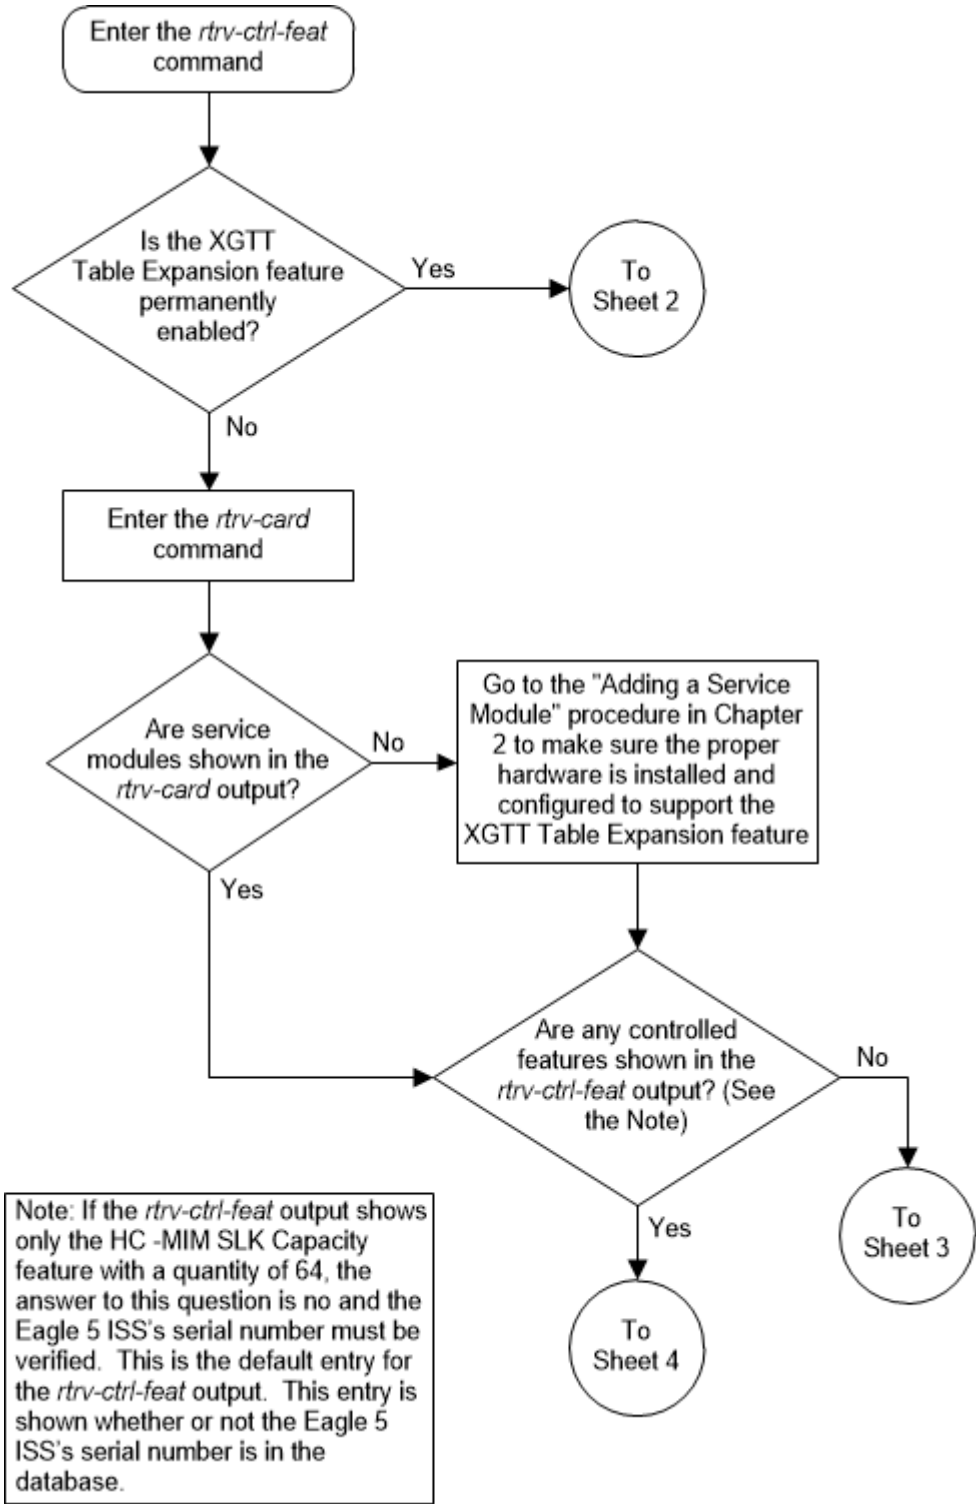 Enter the rtrv-ctrl-feat
command
Is the XGTT
Table Expansion feature
permanently
enabled?
Yes
To
Sheet 2
No
Enter the rtrv-card
command
Are service
modules shown in the
rtrv-card output?
No
Go to the "Adding a Service
Module" procedure in Chapter
2 to make sure the proper
hardware is installed and
configured to support the
XGTT Table Expansion feature
Yes
Are any controlled
features shown in the
rtrv-ctrl-feat output? (See
the Note)
No
To
Sheet 3
Yes
To
Sheet 4
Note: If the rtrv-ctrl-feat output shows
only the HC -MIM SLK Capacity
feature with a quantity of 64, the
answer to this question is no and the
Eagle 5 ISS's serial number must be
verified.  This is the default entry for
the rtrv-ctrl-feat output.  This entry is
shown whether or not the Eagle 5
ISS's serial number is in the
database.